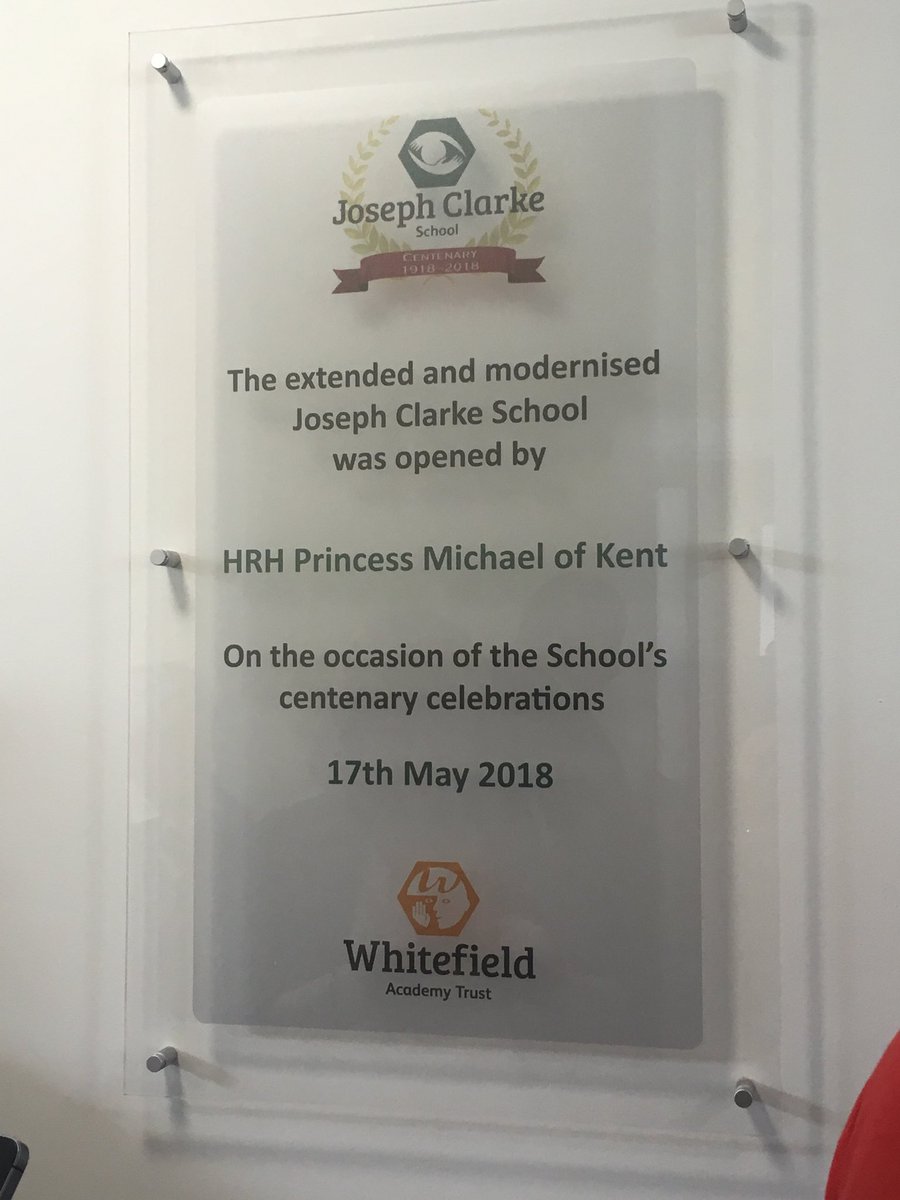 Joseph Clarke
School
CENTENARY
1918-2018
The extended and modernised
Joseph Clarke School
was opened by
HRH Princess Michael of Kent
On the occasion of the School's
centenary celebrations
17th May 2018
Whitefield
Academy Trust